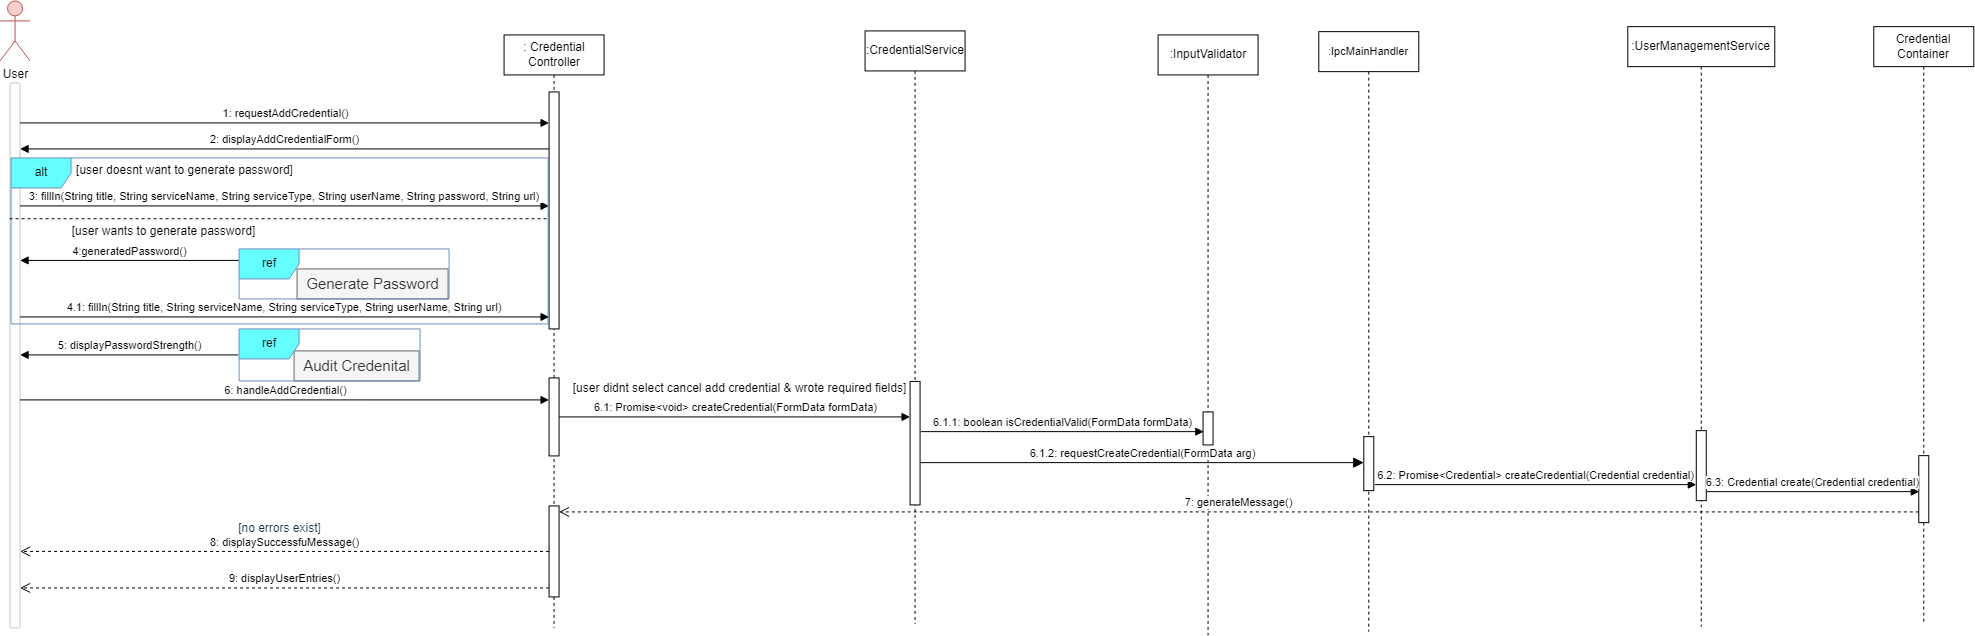 User
: Credential
Controller
:CredentialService
:InputValidator
:IpcMainHandler
:UserManagementService
Credential
Container
1: requestAddCredential()
2: displayAddCredentialForm()
alt
[user doesnt want to generate password]
3: fillIn(String title, String serviceName, String serviceType, String userName, String password, String url)
[user wants to generate password]
4:generatedPassword()
ref
Generate Password
4.1: fillIn(String title, String serviceName, String serviceType, String userName, String url)
5: displayPasswordStrength()
ref
Audit Credenital
6: handleAddCredential()
[user didnt select cancel add credential & wrote required fields]
6.1: Promise<void> createCredential(FormData formData)
6.1.1: boolean isCredentialValid(FormData formData)
6.1.2: requestCreateCredential(FormData arg)
6.2: Promise<Credential> createCredential(Credential credential)
6.3: Credential create(Credential credential)
7: generateMessage()
[no errors exist]
8: displaySuccessfuMessage()
9: displayUserEntries()